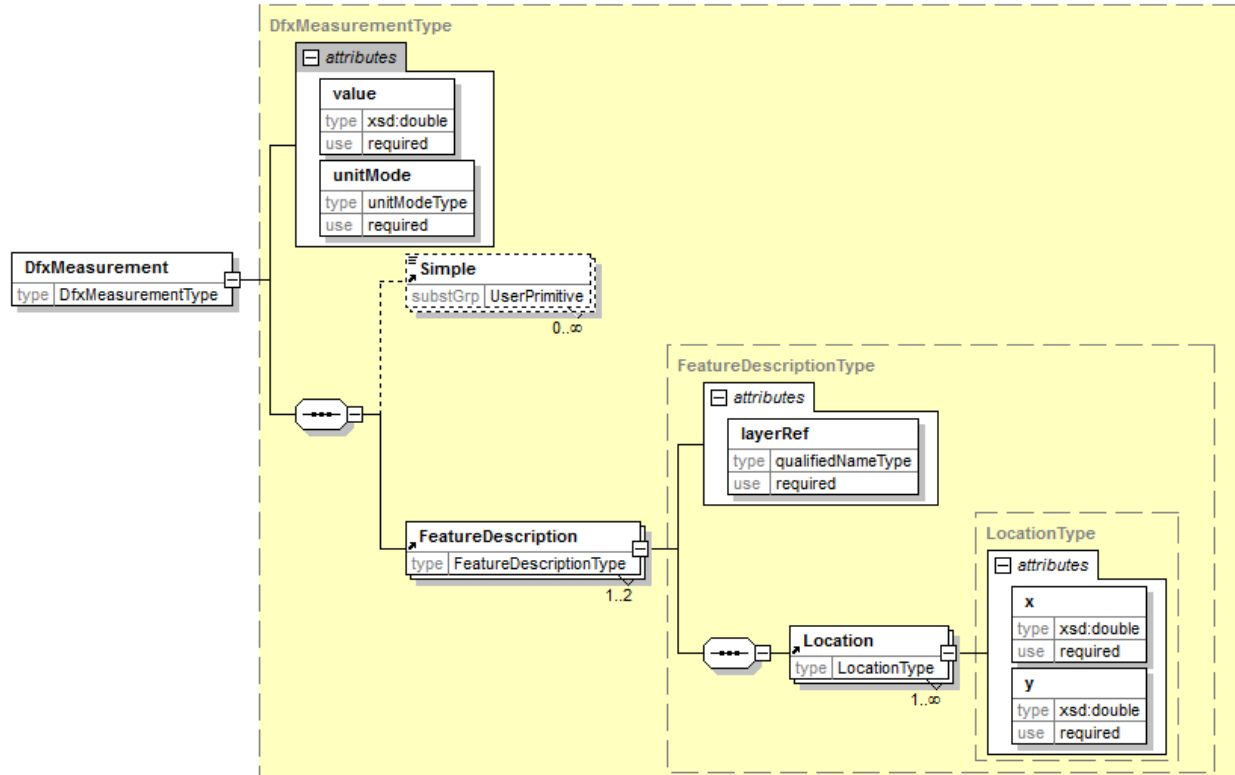 DfxMeasurementType
attributes
value
type xsd:double
use required
unitMode
type unitModeType
use required
DfxMeasurement
type DfxMeasurementType
Simple
substGrp UserPrimitive
0..∞
FeatureDescriptionType
attributes
layerRef
type qualifiedNameType
use required
FeatureDescription
type FeatureDescriptionType
1..2
LocationType
attributes
x
type xsd:double
use required
y
type xsd:double
use required
Location
type LocationType
1..∞